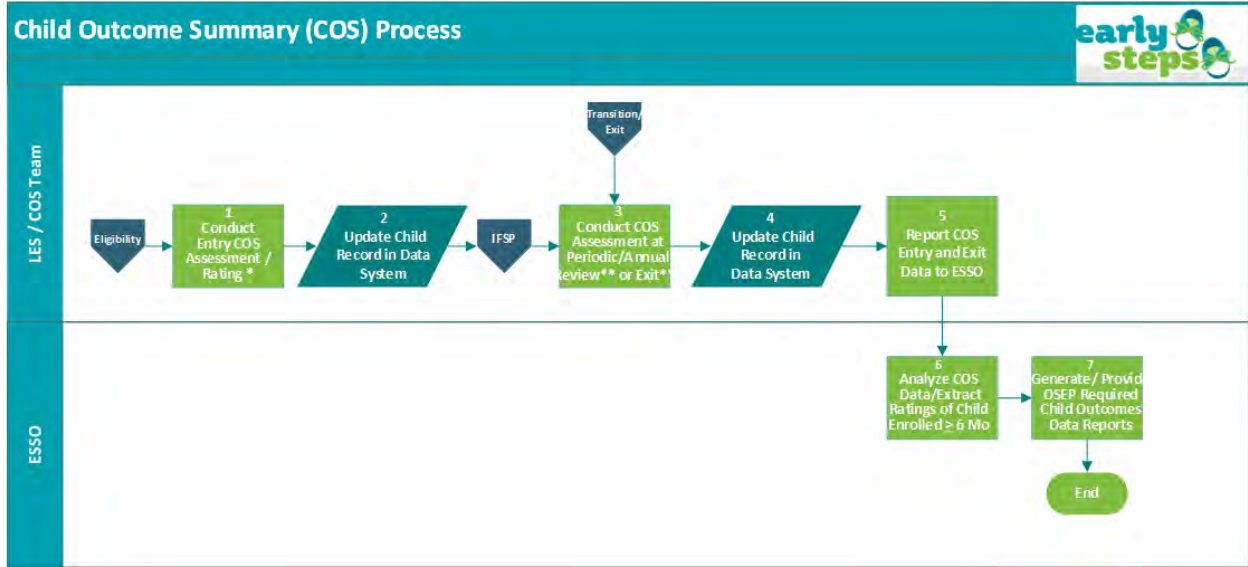 Child Outcome Summary (COS) Process
early
steps
LES / COS Team
Transition/
Exit
Eligibility
1
Conduct
Entry COS
Assessment /
Rating *
2
Update Child
Record in Data
System
IFSP
3
Conduct COS
Assessment at
Periodic/Annual
Review** or Exit**
4
Update Child
Record in
Data System
5
Report COS
Entry and Exit
Data to ESSO
ESSO
6
Analyze COS
Data/Extract
Ratings of Child
Enrolled ≥ 6 Mo
7
Generate/ Provid
OSEP Required
Child Outcomes
Data Reports
End